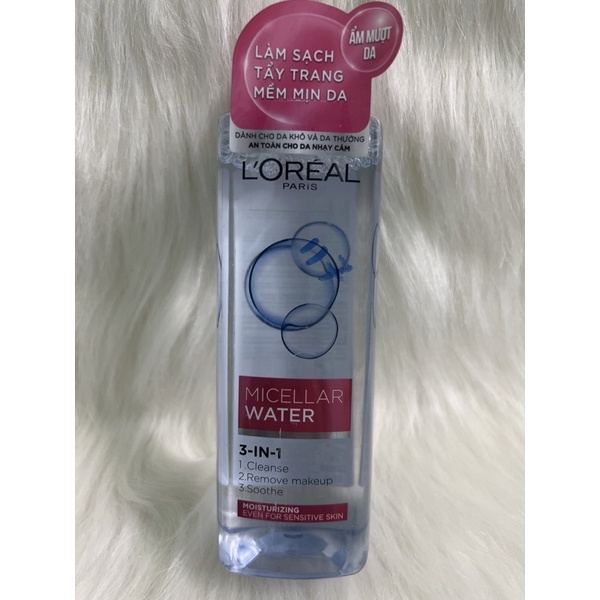 LÀM SẠCH
TẨY TRANG
MỀM MỊN DA
ẨM MƯỢT
DA
DÀNH CHO DA KHÔ VÀ DA THƯỜNG
AN TOÀN CHO DA NHẠY CẢM
L'ORÉAL
PARIS
MICELLAR
WATER
3-IN-1
1.Cleanse
2.Remove makeup
3.Soothe
MOISTURIZING
EVEN FOR SENSITIVE SKIN